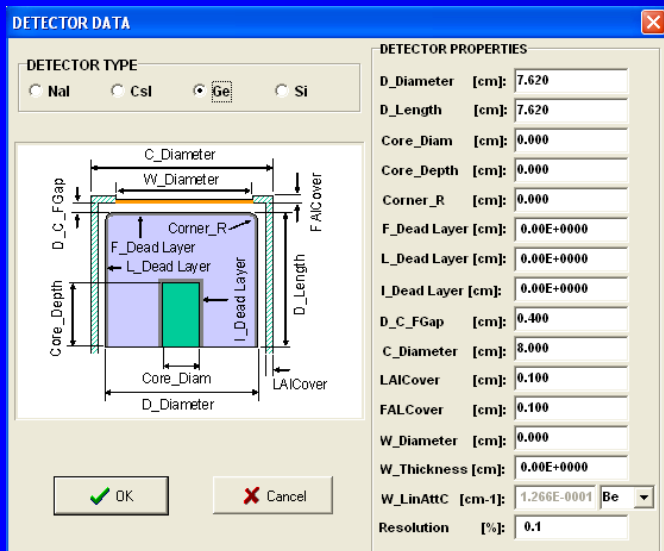 DETECTOR DATA
DETECTOR TYPE
NaI CsI Ge Si
C_Diameter
W_Diameter
D_C_FGap
FAlCover
Corner_R
F_Dead Layer
L_Dead Layer
I_Dead Layer
D_Length
Core_Depth
Core_Diam
LAlCover
D_Diameter
OK Cancel
DETECTOR PROPERTIES
D_Diameter [cm]: 7.620
D_Length [cm]: 7.620
Core_Diam [cm]: 0.000
Core_Depth [cm]: 0.000
Corner_R [cm]: 0.000
F_Dead Layer [cm]: 0.00E+0000
L_Dead Layer [cm]: 0.00E+0000
I_Dead Layer [cm]: 0.00E+0000
D_C_FGap [cm]: 0.400
C_Diameter [cm]: 8.000
LAlCover [cm]: 0.100
FALCover [cm]: 0.100
W_Diameter [cm]: 0.000
W_Thickness [cm]: 0.00E+0000
W_LinAttC [cm-1]: 1.266E-0001 Be
Resolution [%]: 0.1